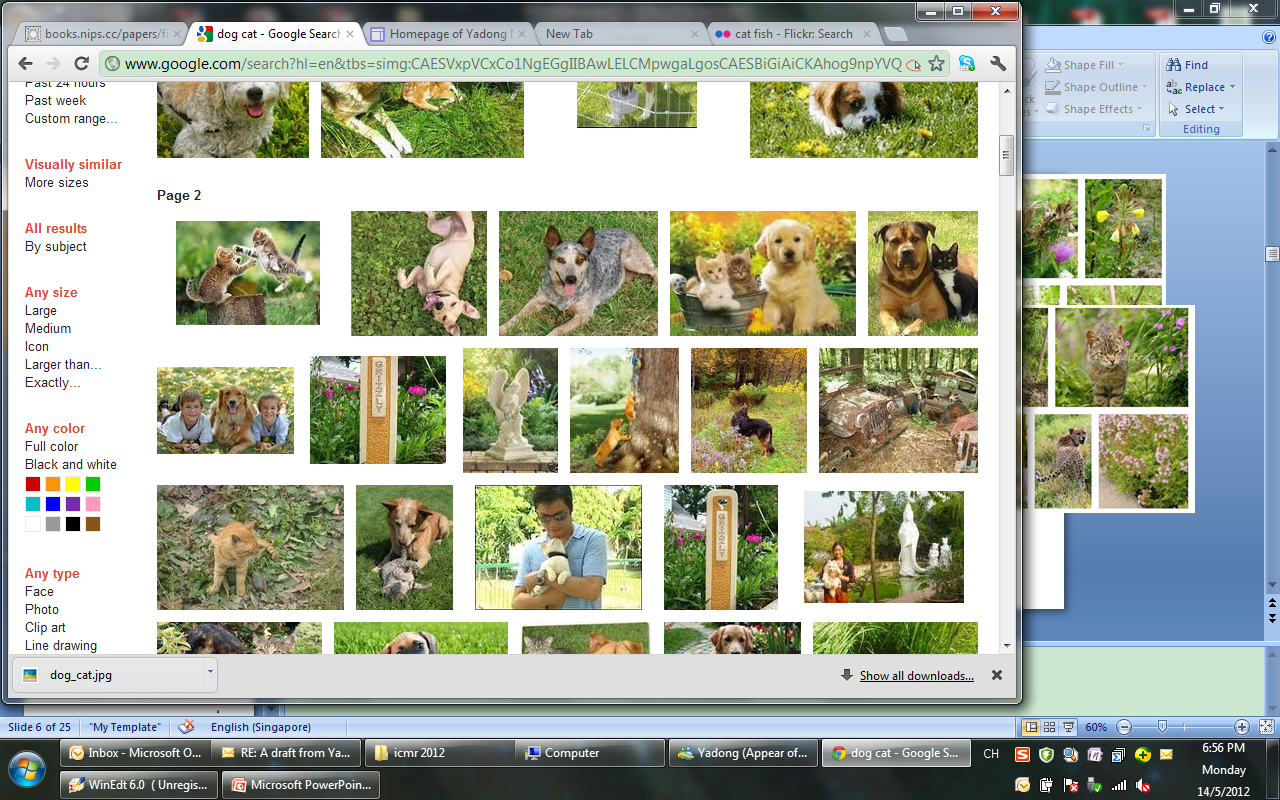 books.nips.cc/papers/fi
dog cat - Google Search
Homepage of Yadong
New Tab
cat fish - Flickr: Search
www.google.com/search?hl=en&tbs=simg:CAESVxpVCxCo1NgEGgIIBAwLELCMpwgaLgosCAESBiGiAiCKAhog9npYVQ
Past 24 hours
Past week
Custom range...
Visually similar
More sizes
All results
By subject
Any size
Large
Medium
Icon
Larger than...
Exactly...
Any color
Full color
Black and white
Any type
Face
Photo
Clip art
Line drawing
Page 2
GRIZZLY
GRIZZLY
dog_cat.jpg
Show all downloads...
Shape Fill
Shape Outline
Shape Effects
Find
Replace
Select
Editing
Slide 6 of 25
"My Template"
English (Singapore)
60%
Inbox - Microsoft O...
RE: A draft from Ya...
icmr 2012
Computer
Yadong (Appear of...
dog cat - Google S...
WinEdt 6.0 (Unregis...
Microsoft PowerPoin...
CH
6:56 PM
Monday
14/5/2012